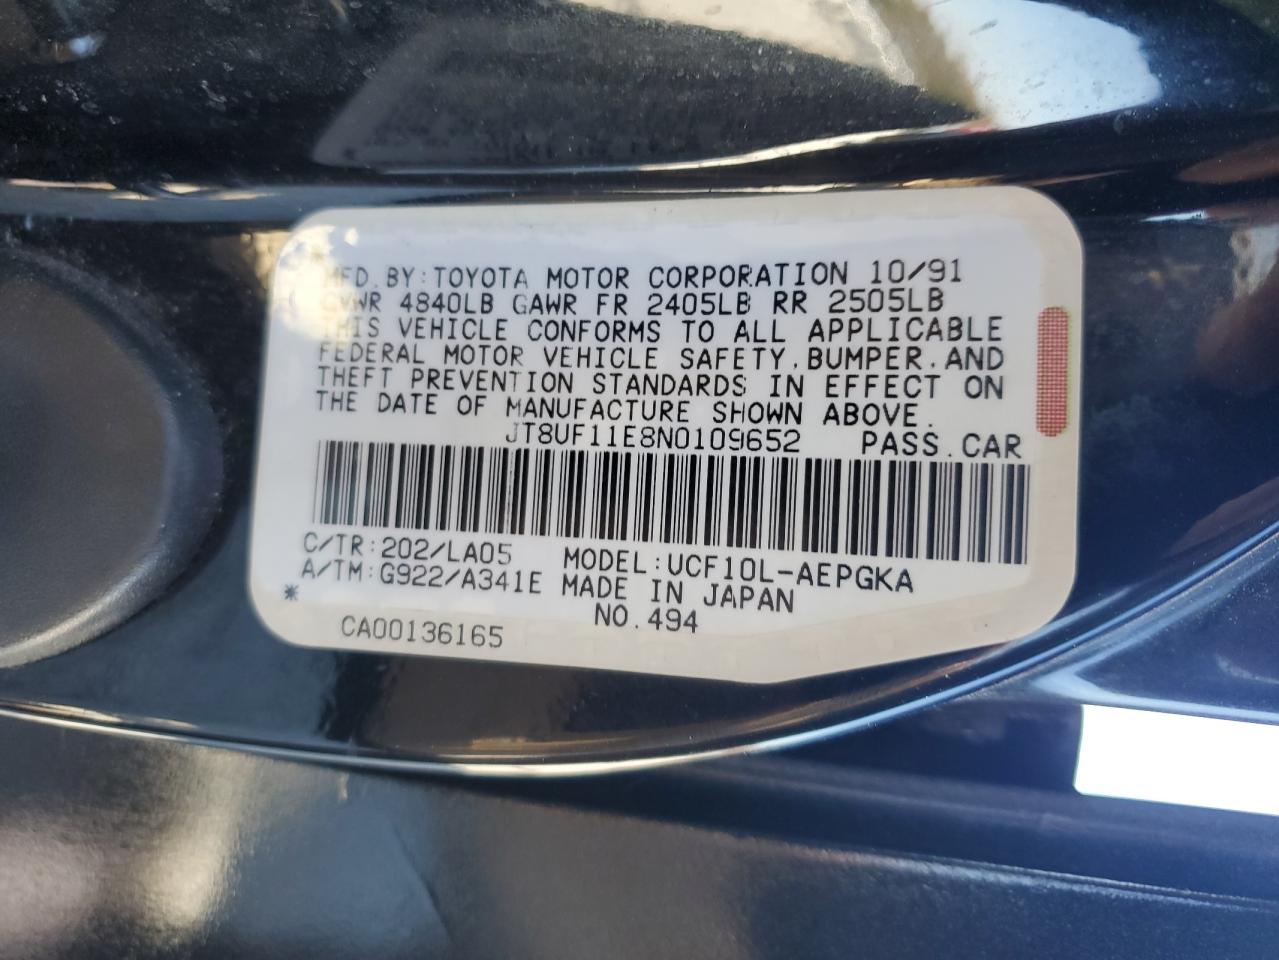 MFD. BY: TOYOTA MOTOR CORPORATION 10/91
GVWR 4840LB GAWR FR 2405LB RR 2505LB
THIS VEHICLE CONFORMS TO ALL APPLICABLE
FEDERAL MOTOR VEHICLE SAFETY, BUMPER, AND
THEFT PREVENTION STANDARDS IN EFFECT ON
THE DATE OF MANUFACTURE SHOWN ABOVE.
JT8UF11E8N0109652 PASS. CAR
C/TR: 202/LA05 MODEL: UCF10L-AEPGKA
A/TM: G922/A341E MADE IN JAPAN
* NO. 494
CA00136165